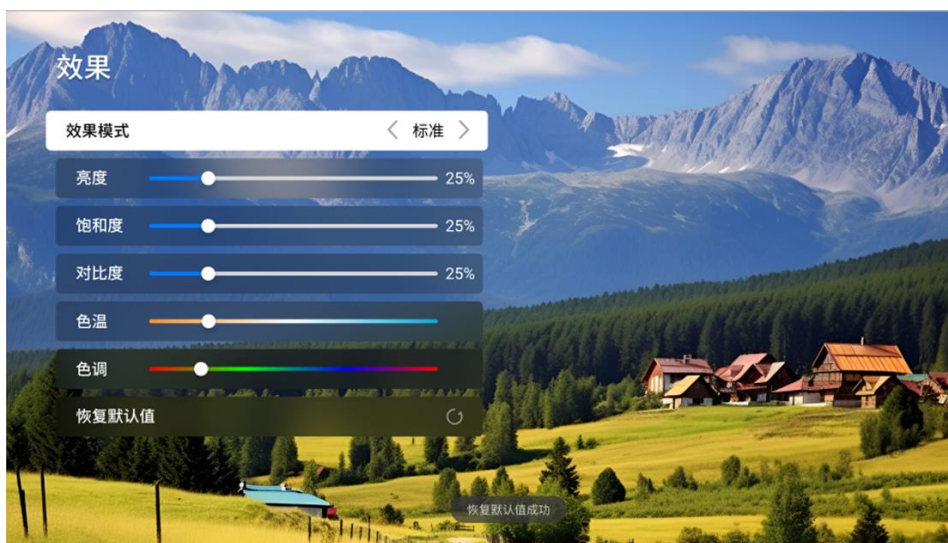 效果
效果模式 标准
亮度 25%
饱和度 25%
对比度 25%
色温
色调
恢复默认值
恢复默认值成功